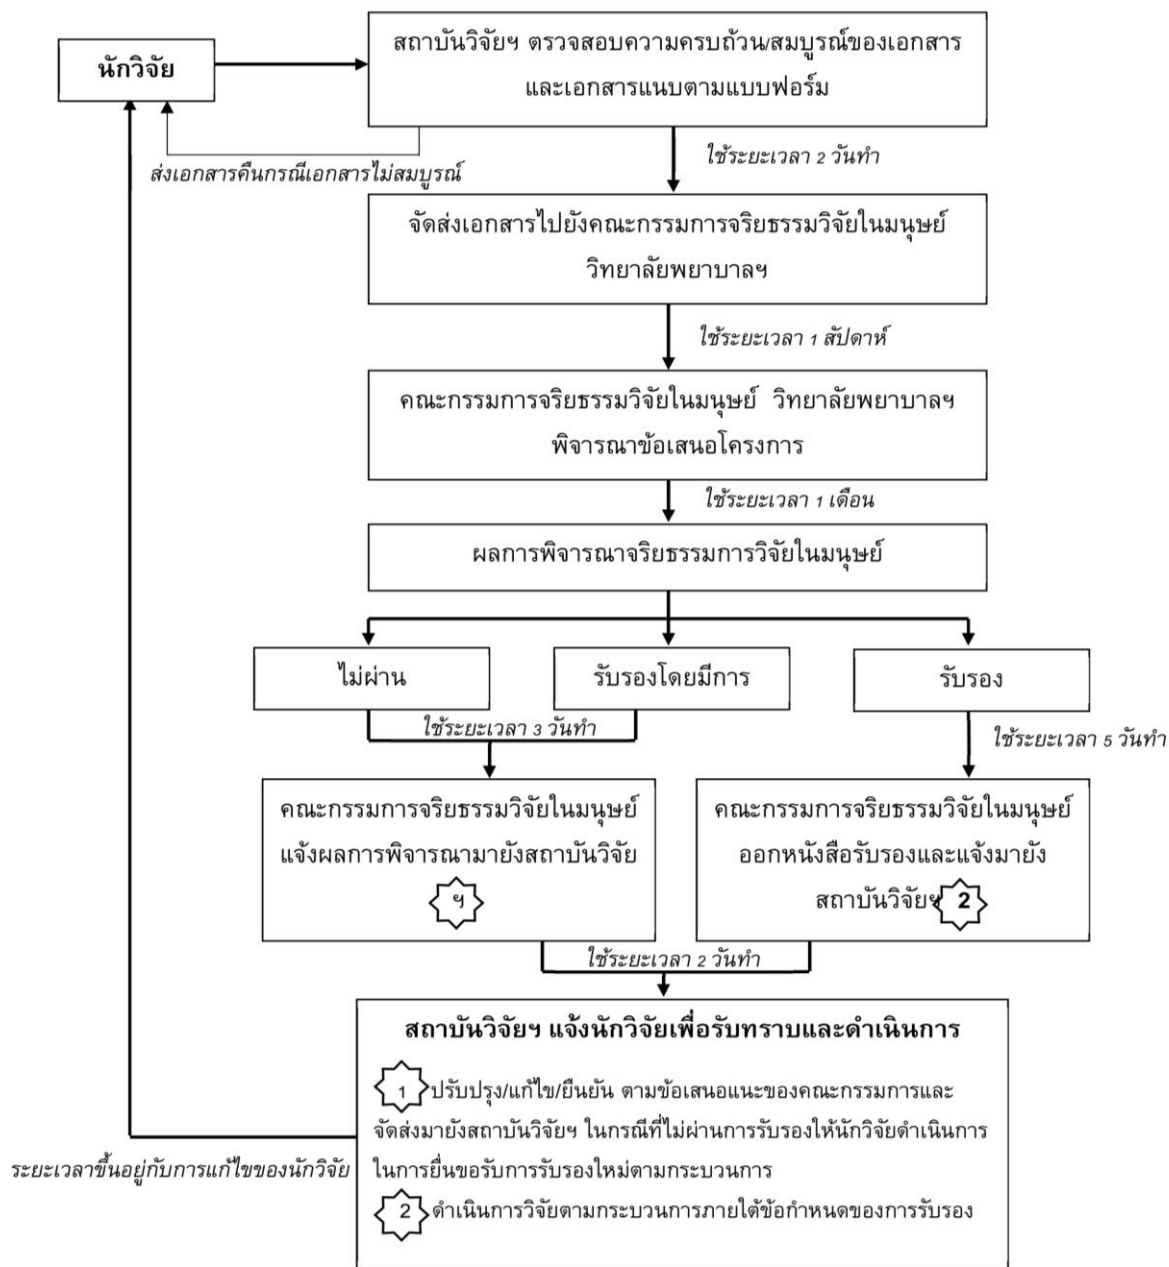 นักวิจัย
สถาบันวิจัยฯ ตรวจสอบความครบถ้วน/สมบูรณ์ของเอกสาร
และเอกสารแนบตามแบบฟอร์ม
ส่งเอกสารคืนกรณีเอกสารไม่สมบูรณ์
ใช้ระยะเวลา 2 วันทำ
จัดส่งเอกสารไปยังคณะกรรมการจริยธรรมวิจัยในมนุษย์
วิทยาลัยพยาบาลฯ
ใช้ระยะเวลา 1 สัปดาห์
คณะกรรมการจริยธรรมวิจัยในมนุษย์ วิทยาลัยพยาบาลฯ
พิจารณาข้อเสนอโครงการ
ใช้ระยะเวลา 1 เดือน
ผลการพิจารณาจริยธรรมการวิจัยในมนุษย์
ไม่ผ่าน
รับรองโดยมีการ
รับรอง
ใช้ระยะเวลา 3 วันทำ
ใช้ระยะเวลา 5 วันทำ
คณะกรรมการจริยธรรมวิจัยในมนุษย์
แจ้งผลการพิจารณามายังสถาบันวิจัย
ฯ
คณะกรรมการจริยธรรมวิจัยในมนุษย์
ออกหนังสือรับรองและแจ้งมายัง
สถาบันวิจัยฯ 2
ใช้ระยะเวลา 2 วันทำ
สถาบันวิจัยฯ แจ้งนักวิจัยเพื่อรับทราบและดำเนินการ
1 ปรับปรุง/แก้ไข/ยืนยัน ตามข้อเสนอแนะของคณะกรรมการและ
จัดส่งมายังสถาบันวิจัยฯ ในกรณีที่ไม่ผ่านการรับรองให้นักวิจัยดำเนินการ
ในการยื่นขอรับการรับรองใหม่ตามกระบวนการ
2 ดำเนินการวิจัยตามกระบวนการภายใต้ข้อกำหนดของการรับรอง
ระยะเวลาขึ้นอยู่กับการแก้ไขของนักวิจัย